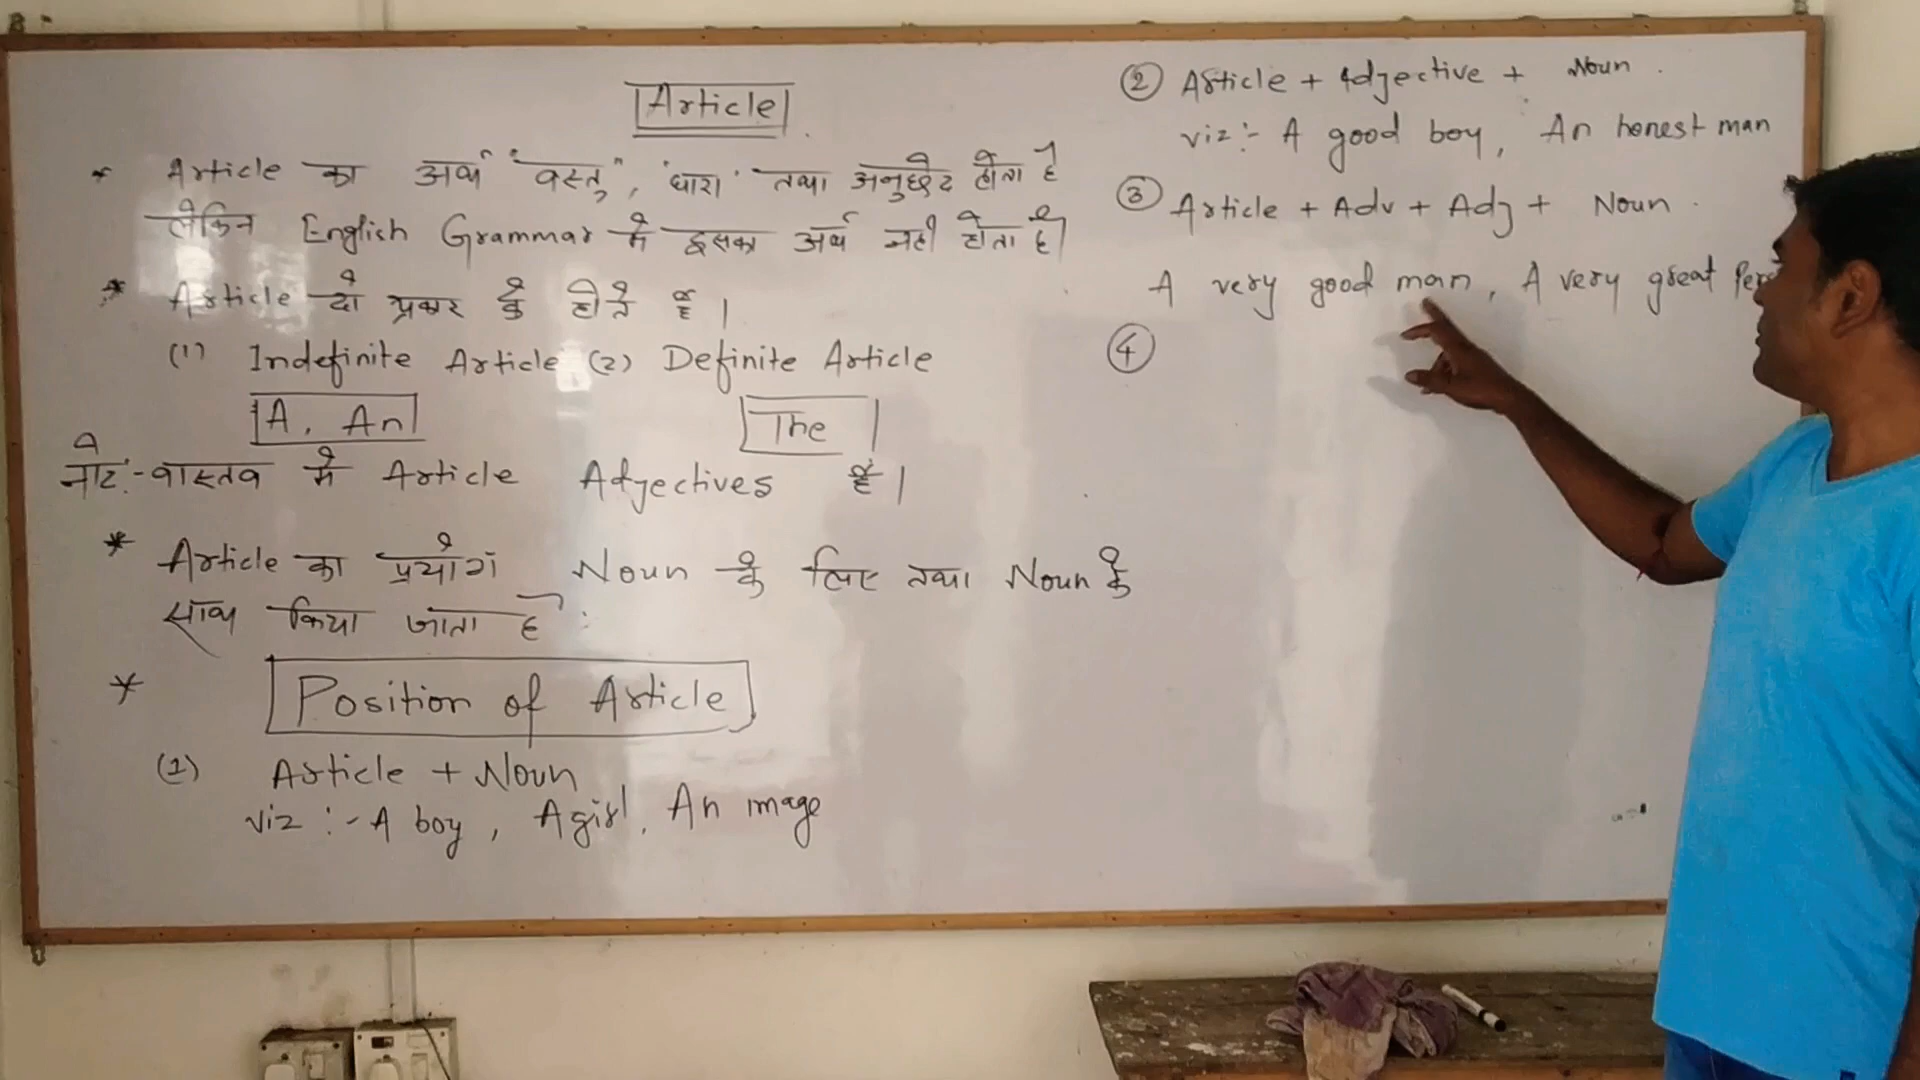 Article
* Article का अर्थ "वस्तु", 'धारा' तथा अनुछेद होता है
लेकिन English Grammar मे इसका अर्थ नही होता है।
* Article दो प्रकार के होते है।
(1) Indefinite Article (2) Definite Article
A, An The
नोट:- वास्तव मे Article Adjectives है।
* Article का प्रयोग Noun के लिए तथा Noun के
साथ किया जाता है:
* Position of Article
(1) Article + Noun
viz :- A boy, A girl, An image
② Article + Adjective + Noun.
viz :- A good boy, An honest man
③ Article + Adv + Adj + Noun.
A very good man, A very great
④